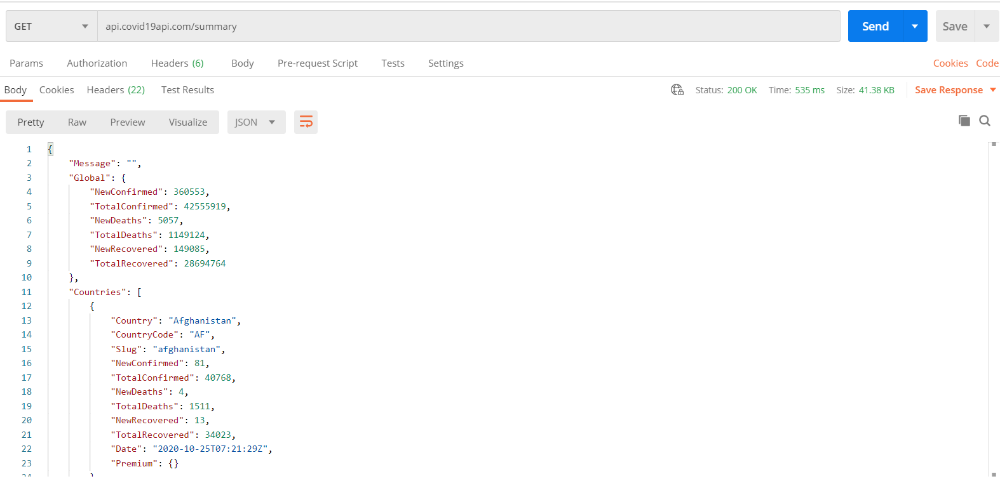 GET api.covid19api.com/summary Send Save
Params Authorization Headers (6) Body Pre-request Script Tests Settings Cookies Code
Body Cookies Headers (22) Test Results Status: 200 OK Time: 535 ms Size: 41.38 KB Save Response
Pretty Raw Preview Visualize JSON
1 {
2 "Message": "",
3 "Global": {
4 "NewConfirmed": 360553,
5 "TotalConfirmed": 42555919,
6 "NewDeaths": 5057,
7 "TotalDeaths": 1149124,
8 "NewRecovered": 149085,
9 "TotalRecovered": 28694764
10 },
11 "Countries": [
12 {
13 "Country": "Afghanistan",
14 "CountryCode": "AF",
15 "Slug": "afghanistan",
16 "NewConfirmed": 81,
17 "TotalConfirmed": 40768,
18 "NewDeaths": 4,
19 "TotalDeaths": 1511,
20 "NewRecovered": 13,
21 "TotalRecovered": 34023,
22 "Date": "2020-10-25T07:21:29Z",
23 "Premium": {}